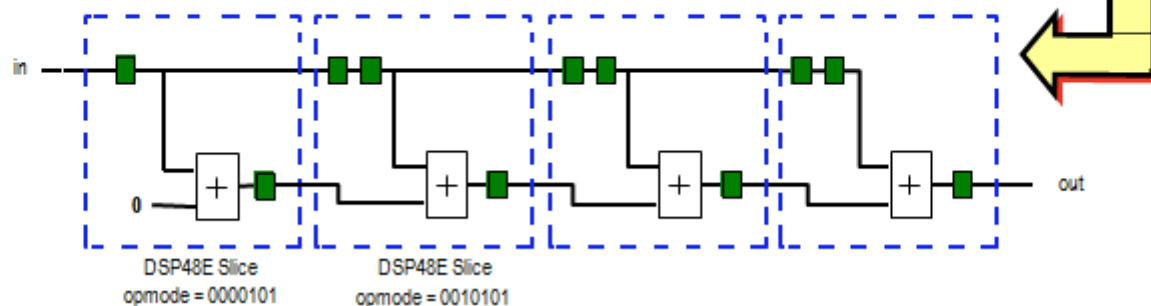 in
+
+
+
+
0
out
DSP48E Slice
opmode = 0000101
DSP48E Slice
opmode = 0010101